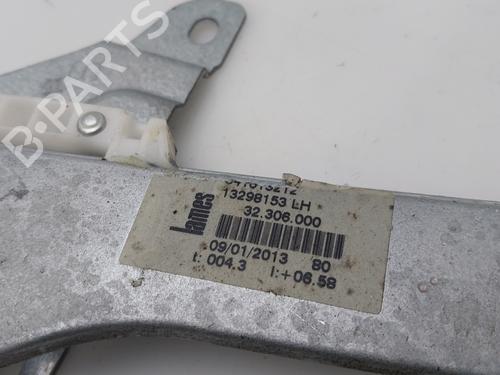 B-PARTS
13298153 LH
32.306.000
Lames
09/01/2013 80
t: 004.3 l:+06.58